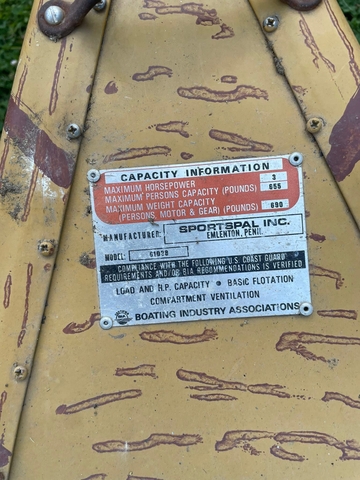 CAPACITY INFORMATION
MAXIMUM HORSEPOWER 3
MAXIMUM PERSONS CAPACITY (POUNDS) 655
MAXIMUM WEIGHT CAPACITY
(PERSONS, MOTOR & GEAR) (POUNDS) 690
MANUFACTURER SPORTSPAL INC.
EMLENTON, PENN.
MODEL:
COMPLIANCE WITH THESE U.S. COAST GUARD
REQUIREMENTS AND/OR BIA RECOMMENDATIONS IS VERIFIED
LOAD AND H.P. CAPACITY • BASIC FLOTATION
COMPARTMENT VENTILATION
BOATING INDUSTRY ASSOCIATIONS